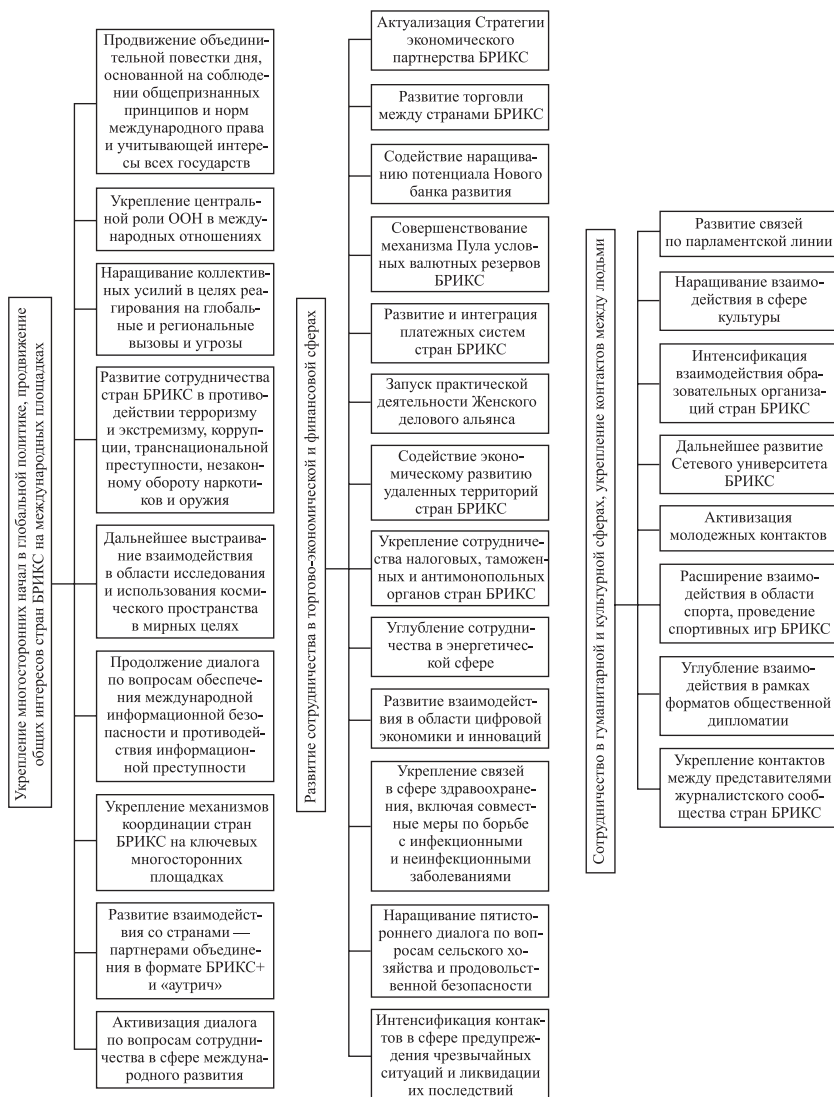 Укрепление многосторонних начал в глобальной политике, продвижение
общих интересов стран БРИКС на международных площадках
Продвижение объедини-
тельной повестки дня,
основанной на соблюде-
нии общепризнанных
принципов и норм
международного права
и учитывающей интере-
сы всех государств
Укрепление централь-
ной роли ООН в между-
народных отношениях
Наращивание коллектив-
ных усилий в целях реа-
гирования на глобаль-
ные и региональные
вызовы и угрозы
Развитие сотрудничества
стран БРИКС в противо-
действии терроризму
и экстремизму, корруп-
ции, транснациональной
преступности, незакон-
ному обороту наркоти-
ков и оружия
Дальнейшее выстраива-
ние взаимодействия
в области исследования
и использования косми-
ческого пространства
в мирных целях
Продолжение диалога
по вопросам обеспече-
ния международной
информационной безо-
пасности и противодей-
ствия информацион-
ной преступности
Укрепление механизмов
координации стран
БРИКС на ключевых
многосторонних
площадках
Развитие взаимодейст-
вия со странами —
партнерами объедине-
ния в формате БРИКС+
и «аутрич»
Активизация диалога
по вопросам сотрудни-
чества в сфере между-
народного развития
Развитие сотрудничества в торгово-экономической и финансовой сферах
Актуализация Стратегии
экономического
партнерства БРИКС
Развитие торговли
между странами БРИКС
Содействие наращива-
нию потенциала Нового
банка развития
Совершенствование
механизма Пула услов-
ных валютных резервов
БРИКС
Развитие и интеграция
платежных систем
стран БРИКС
Запуск практической
деятельности Женского
делового альянса
Содействие эконо-
мическому развитию
удаленных территорий
стран БРИКС
Укрепление сотрудни-
чества налоговых, таможен-
ных и антимонопольных
органов стран БРИКС
Углубление сотрудни-
чества в энергети-
ческой сфере
Развитие взаимодейст-
вия в области цифровой
экономики и инноваций
Укрепление связей
в сфере здравоохране-
ния, включая совмест-
ные меры по борьбе
с инфекционными
и неинфекционными
заболеваниями
Наращивание пятисто-
роннего диалога по воп-
росам сельского хо-
зяйства и продовольст-
венной безопасности
Интенсификация контак-
тов в сфере предупреж-
дения чрезвычайных
ситуаций и ликвидации
их последствий
Сотрудничество в гуманитарной и культурной сферах, укрепление контактов между людьми
Развитие связей
по парламентской линии
Наращивание взаимо-
действия в сфере
культуры
Интенсификация
взаимодействия обра-
зовательных организа-
ций стран БРИКС
Дальнейшее развитие
Сетевого университета
БРИКС
Активизация
молодежных контактов
Расширение взаимо-
действия в области
спорта, проведение
спортивных игр БРИКС
Углубление взаимо-
действия в рамках
форматов общественной
дипломатии
Укрепление контактов
между представителями
журналистского сооб-
щества стран БРИКС